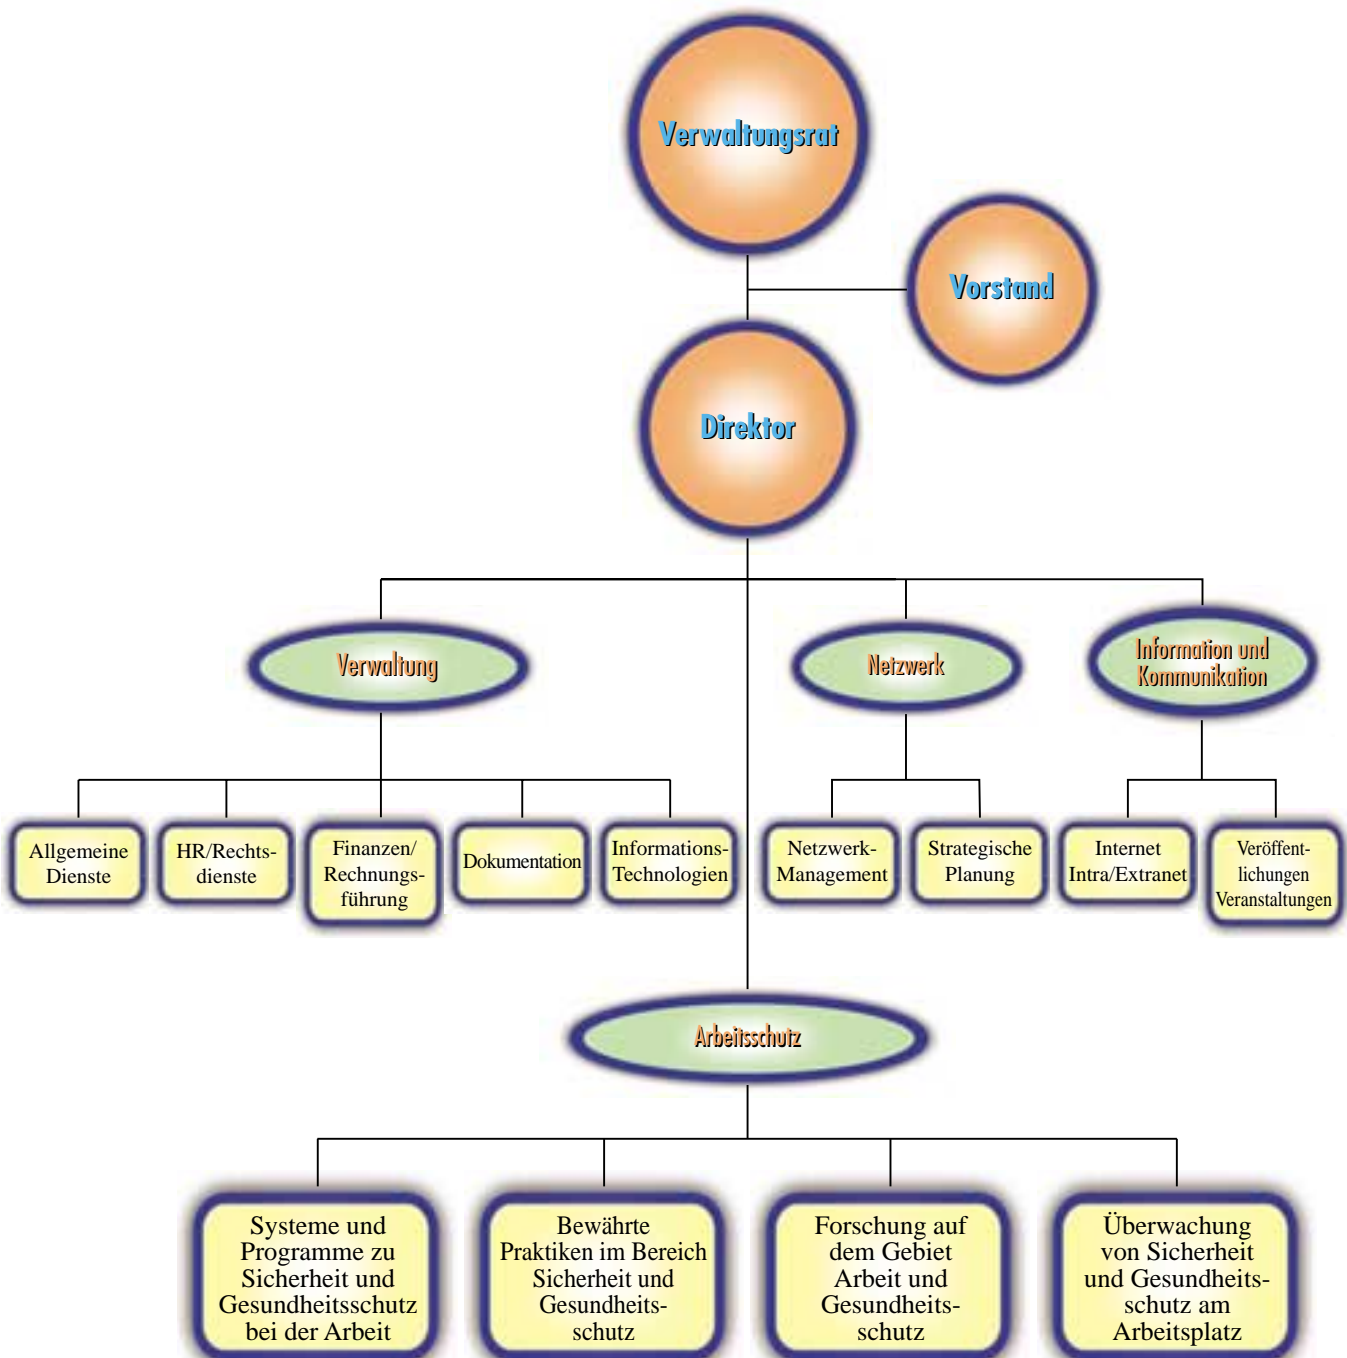 Verwaltungsrat
Vorstand
Direktor
Verwaltung
Netzwerk
Information und
Kommunikation
Allgemeine
Dienste
HR/Rechts-
dienste
Finanzen/
Rechnungs-
führung
Dokumentation
Informations-
Technologien
Netzwerk-
Management
Strategische
Planung
Internet
Intra/Extranet
Veröffent-
lichungen
Veranstaltungen
Arbeitsschutz
Systeme und
Programme zu
Sicherheit und
Gesundheitsschutz
bei der Arbeit
Bewährte
Praktiken im Bereich
Sicherheit und
Gesundheits-
schutz
Forschung auf
dem Gebiet
Arbeit und
Gesundheits-
schutz
Überwachung
von Sicherheit
und Gesundheits-
schutz am
Arbeitsplatz